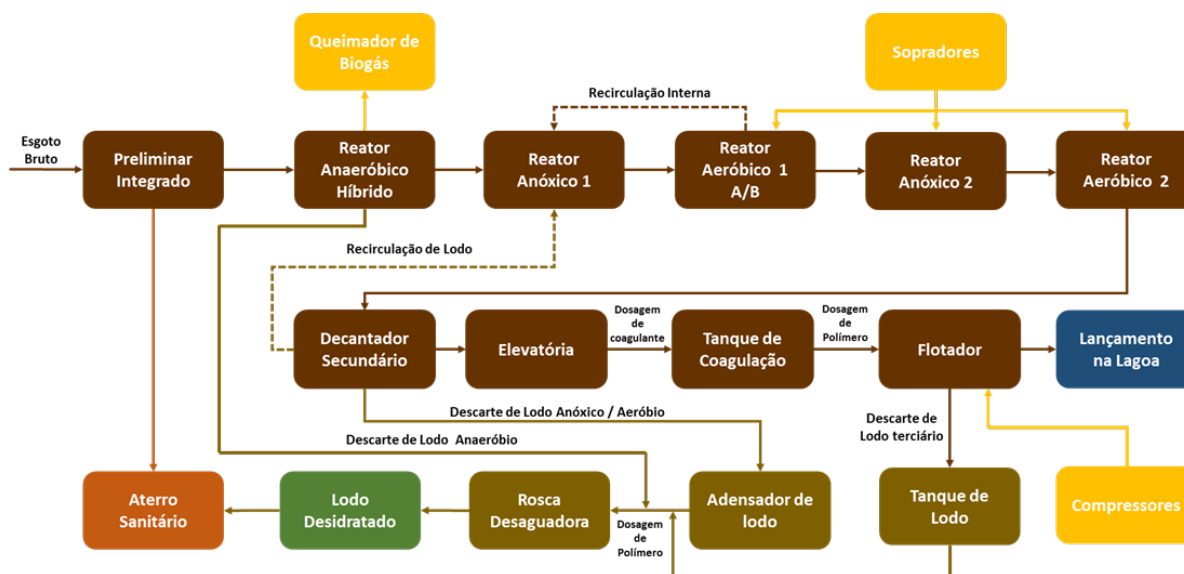 Queimador de
Biogás
Sopradores
Recirculação Interna
Esgoto
Bruto
Preliminar
Integrado
Reator
Anaeróbico
Híbrido
Reator
Anóxico 1
Reator
Aeróbico 1
A/B
Reator
Anóxico 2
Reator
Aeróbico 2
Recirculação de Lodo
Decantador
Secundário
Elevatória
Dosagem
de
coagulante
Tanque de
Coagulação
Dosagem
de
Polímero
Flotador
Lançamento
na Lagoa
Descarte de Lodo Anóxico / Aeróbio
Descarte de Lodo Anaeróbio
Descarte de
Lodo terciário
Aterro
Sanitário
Lodo
Desidratado
Rosca
Desaguadora
Dosagem
de
Polímero
Adensador de
lodo
Tanque de
Lodo
Compressores